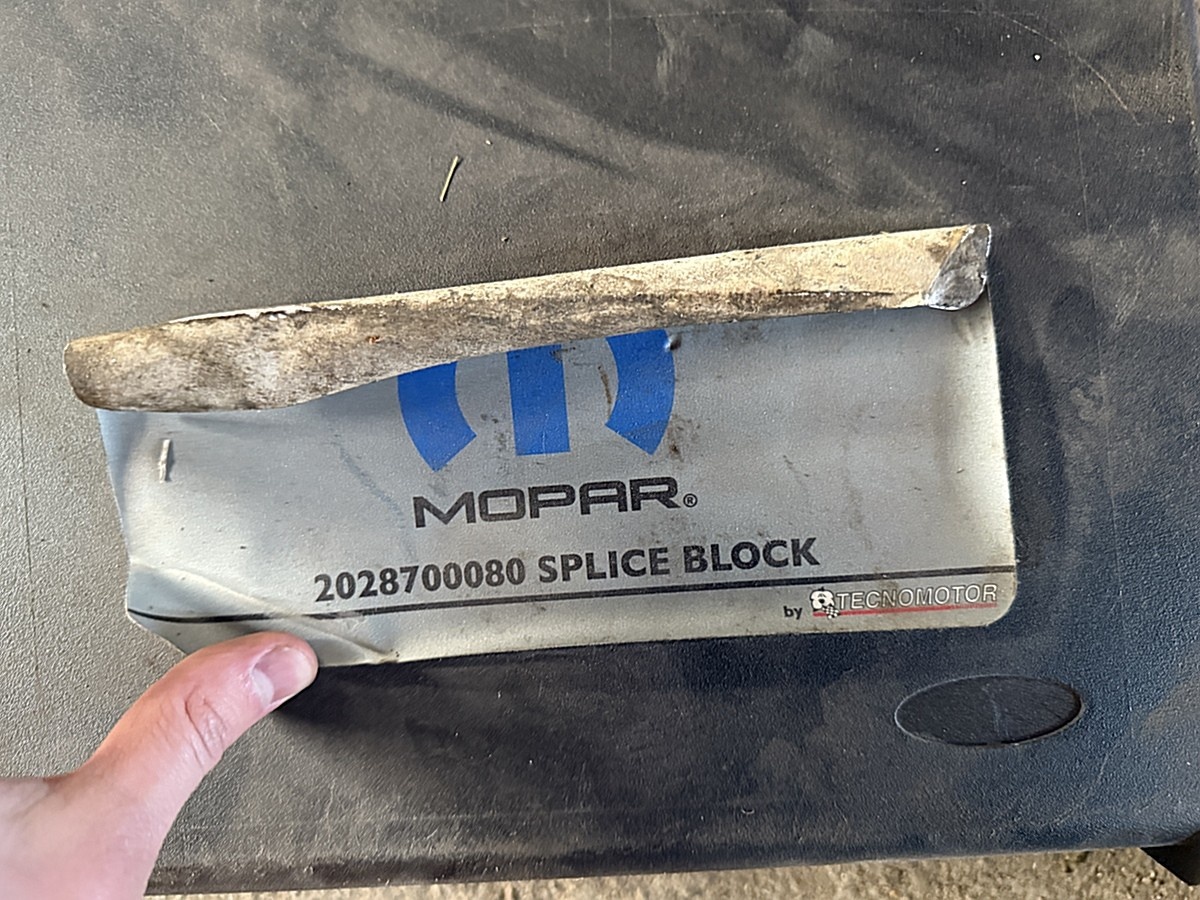 MOPAR®
2028700080 SPLICE BLOCK
by TECNOMOTOR